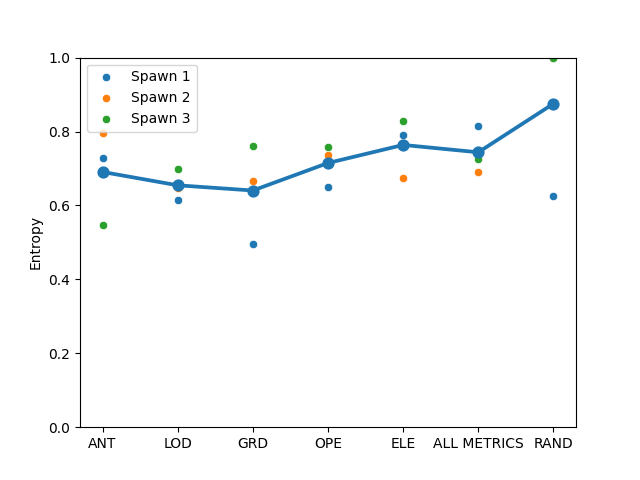 Spawn 1
Spawn 2
Spawn 3
Entropy
1.0
0.8
0.6
0.4
0.2
0.0
ANT LOD GRD OPE ELE ALL METRICS RAND